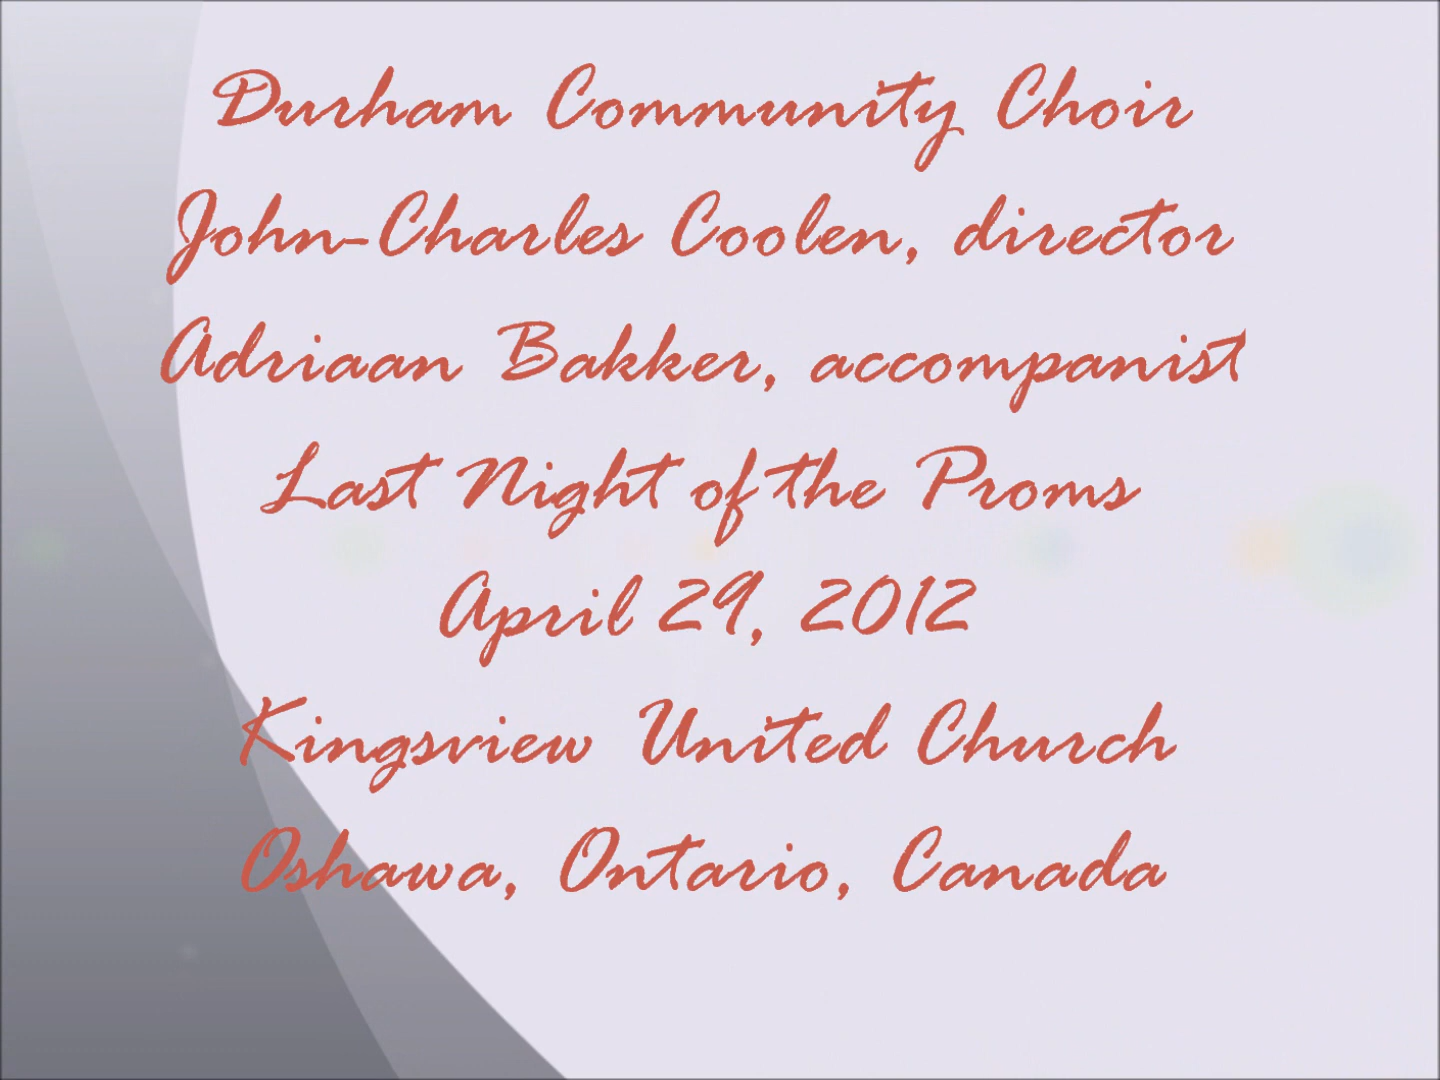 Durham Community Choir
John-Charles Coolen, director
Adriaan Bakker, accompanist
Last Night of the Proms
April 29, 2012
Kingsview United Church
Oshawa, Ontario, Canada